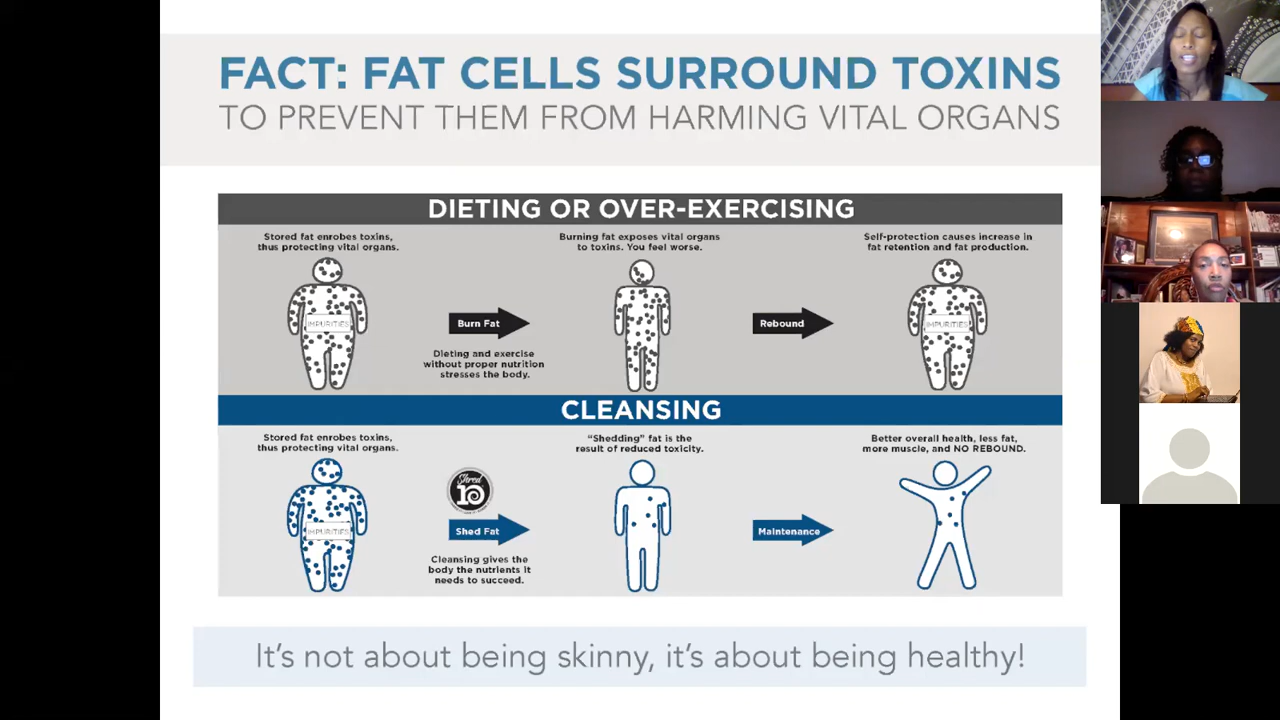 FACT: FAT CELLS SURROUND TOXINS
TO PREVENT THEM FROM HARMING VITAL ORGANS
DIETING OR OVER-EXERCISING
Stored fat enrobes toxins,
thus protecting vital organs.
IMPURITIES
Burn Fat
Dieting and exercise
without proper nutrition
stresses the body.
Burning fat exposes vital organs
to toxins. You feel worse.
Rebound
Self-protection causes increase in
fat retention and fat production.
IMPURITIES
CLEANSING
Stored fat enrobes toxins,
thus protecting vital organs.
IMPURITIES
Shred
10
Shed Fat
Cleansing gives the
body the nutrients it
needs to succeed.
"Shedding" fat is the
result of reduced toxicity.
Maintenance
Better overall health, less fat,
more muscle, and NO REBOUND.
It's not about being skinny, it's about being healthy!